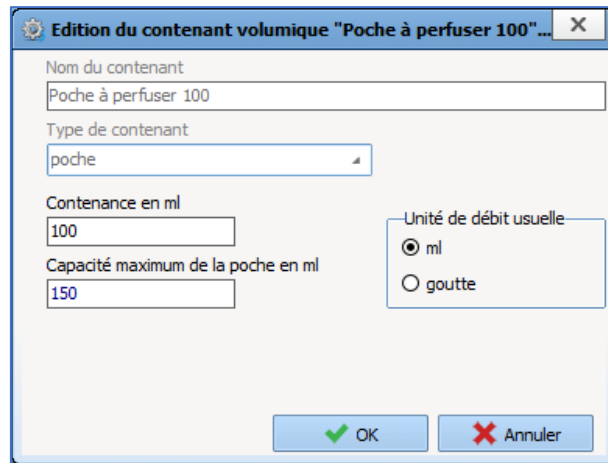 Edition du contenant volumique "Poche à perfuser 100"...
Nom du contenant
Poche à perfuser 100
Type de contenant
poche
Contenance en ml
100
Unité de débit usuelle
ml
Capacité maximum de la poche en ml
goutte
150
OK
Annuler